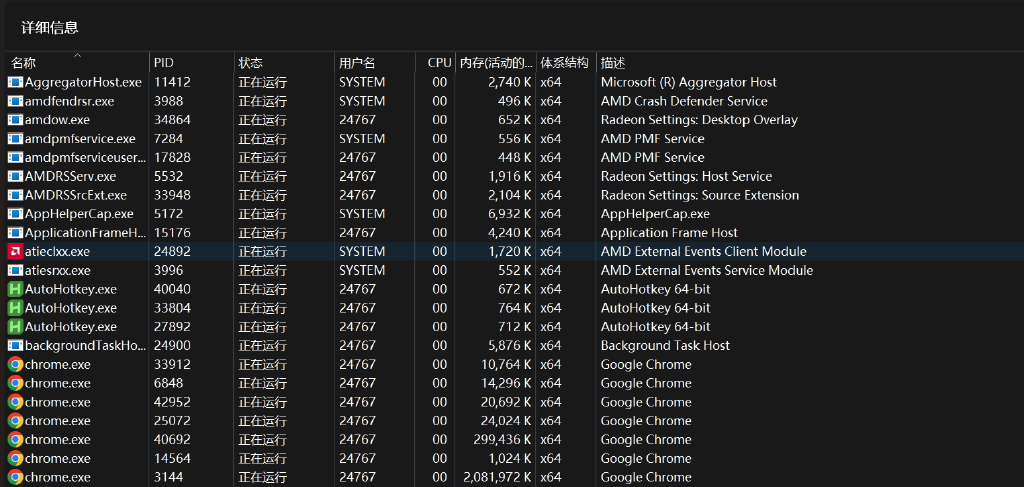 详细信息
名称 PID 状态 用户名 CPU 内存(活动的... 体系结构 描述
AggregatorHost.exe 11412 正在运行 SYSTEM 00 2,740 K x64 Microsoft (R) Aggregator Host
amdfendrsr.exe 3988 正在运行 SYSTEM 00 496 K x64 AMD Crash Defender Service
amdow.exe 34864 正在运行 24767 00 652 K x64 Radeon Settings: Desktop Overlay
amdpmfservice.exe 7284 正在运行 SYSTEM 00 556 K x64 AMD PMF Service
amdpmfserviceuser... 17828 正在运行 24767 00 448 K x64 AMD PMF Service
AMDRSServ.exe 5532 正在运行 24767 00 1,916 K x64 Radeon Settings: Host Service
AMDRSSrcExt.exe 33948 正在运行 24767 00 2,104 K x64 Radeon Settings: Source Extension
AppHelperCap.exe 5172 正在运行 SYSTEM 00 6,932 K x64 AppHelperCap.exe
ApplicationFrameH... 15176 正在运行 24767 00 4,240 K x64 Application Frame Host
atieclxx.exe 24892 正在运行 SYSTEM 00 1,720 K x64 AMD External Events Client Module
atiesrxx.exe 3996 正在运行 SYSTEM 00 552 K x64 AMD External Events Service Module
AutoHotkey.exe 40040 正在运行 24767 00 672 K x64 AutoHotkey 64-bit
AutoHotkey.exe 33804 正在运行 24767 00 764 K x64 AutoHotkey 64-bit
AutoHotkey.exe 27892 正在运行 24767 00 712 K x64 AutoHotkey 64-bit
backgroundTaskHo... 24900 正在运行 24767 00 5,876 K x64 Background Task Host
chrome.exe 33912 正在运行 24767 00 10,764 K x64 Google Chrome
chrome.exe 6848 正在运行 24767 00 14,296 K x64 Google Chrome
chrome.exe 42952 正在运行 24767 00 20,692 K x64 Google Chrome
chrome.exe 25072 正在运行 24767 00 24,024 K x64 Google Chrome
chrome.exe 40692 正在运行 24767 00 299,436 K x64 Google Chrome
chrome.exe 14564 正在运行 24767 00 1,024 K x64 Google Chrome
chrome.exe 3144 正在运行 24767 00 2,081,972 K x64 Google Chrome